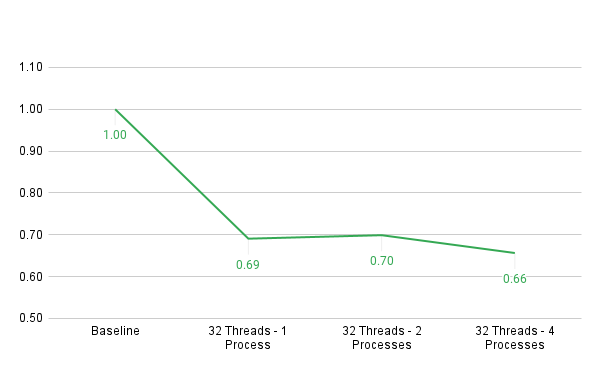 1.10
1.00
0.90
0.80
0.70
0.60
0.50
1.00
0.69
0.70
0.66
Baseline
32 Threads - 1
Process
32 Threads - 2
Processes
32 Threads - 4
Processes